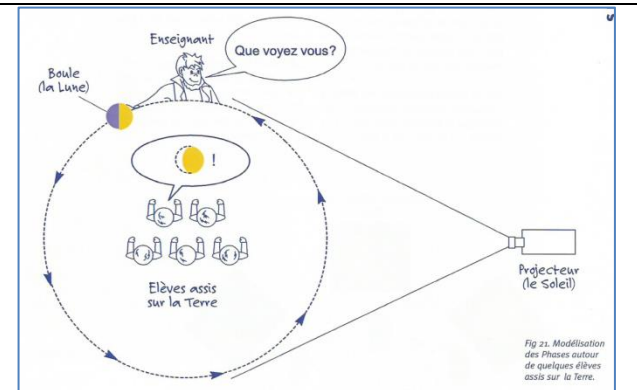 Enseignant
Que voyez vous?
Boule
(la Lune)
!
Elèves assis
sur la Terre
Projecteur
(le Soleil)
Fig 21. Modélisation
des Phases autour
de quelques élèves
assis sur la Terre.